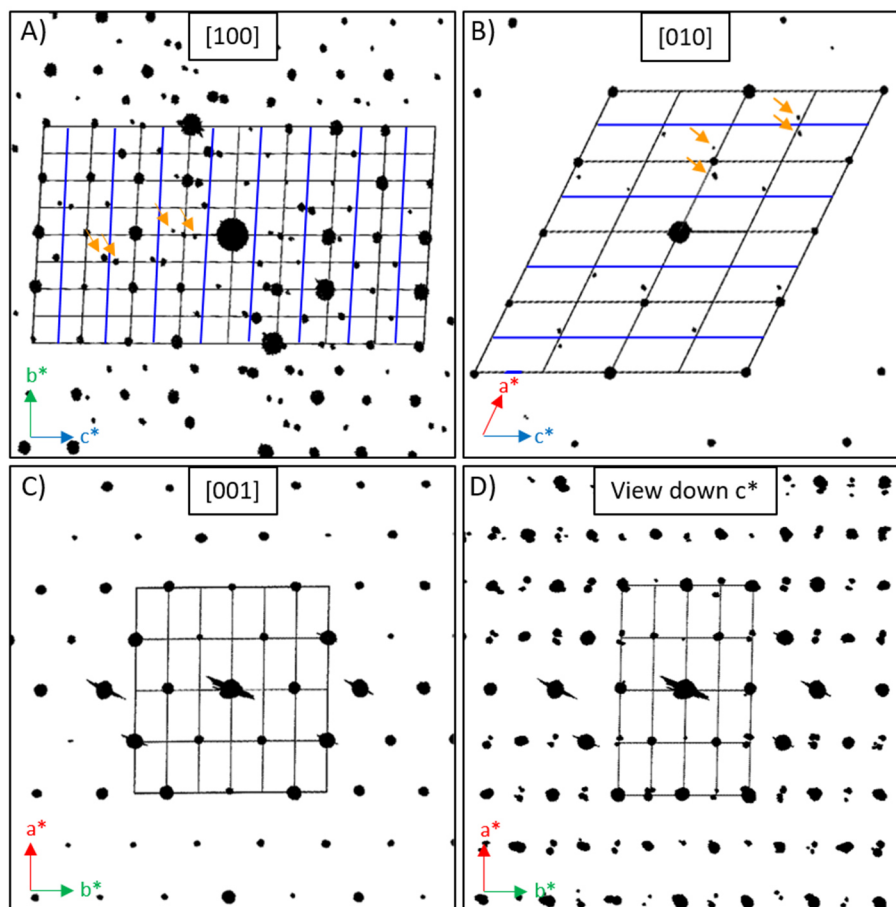 A)
[100]
b*
c*
B)
[010]
a*
c*
C)
[001]
a*
b*
D)
View down c*
a*
b*